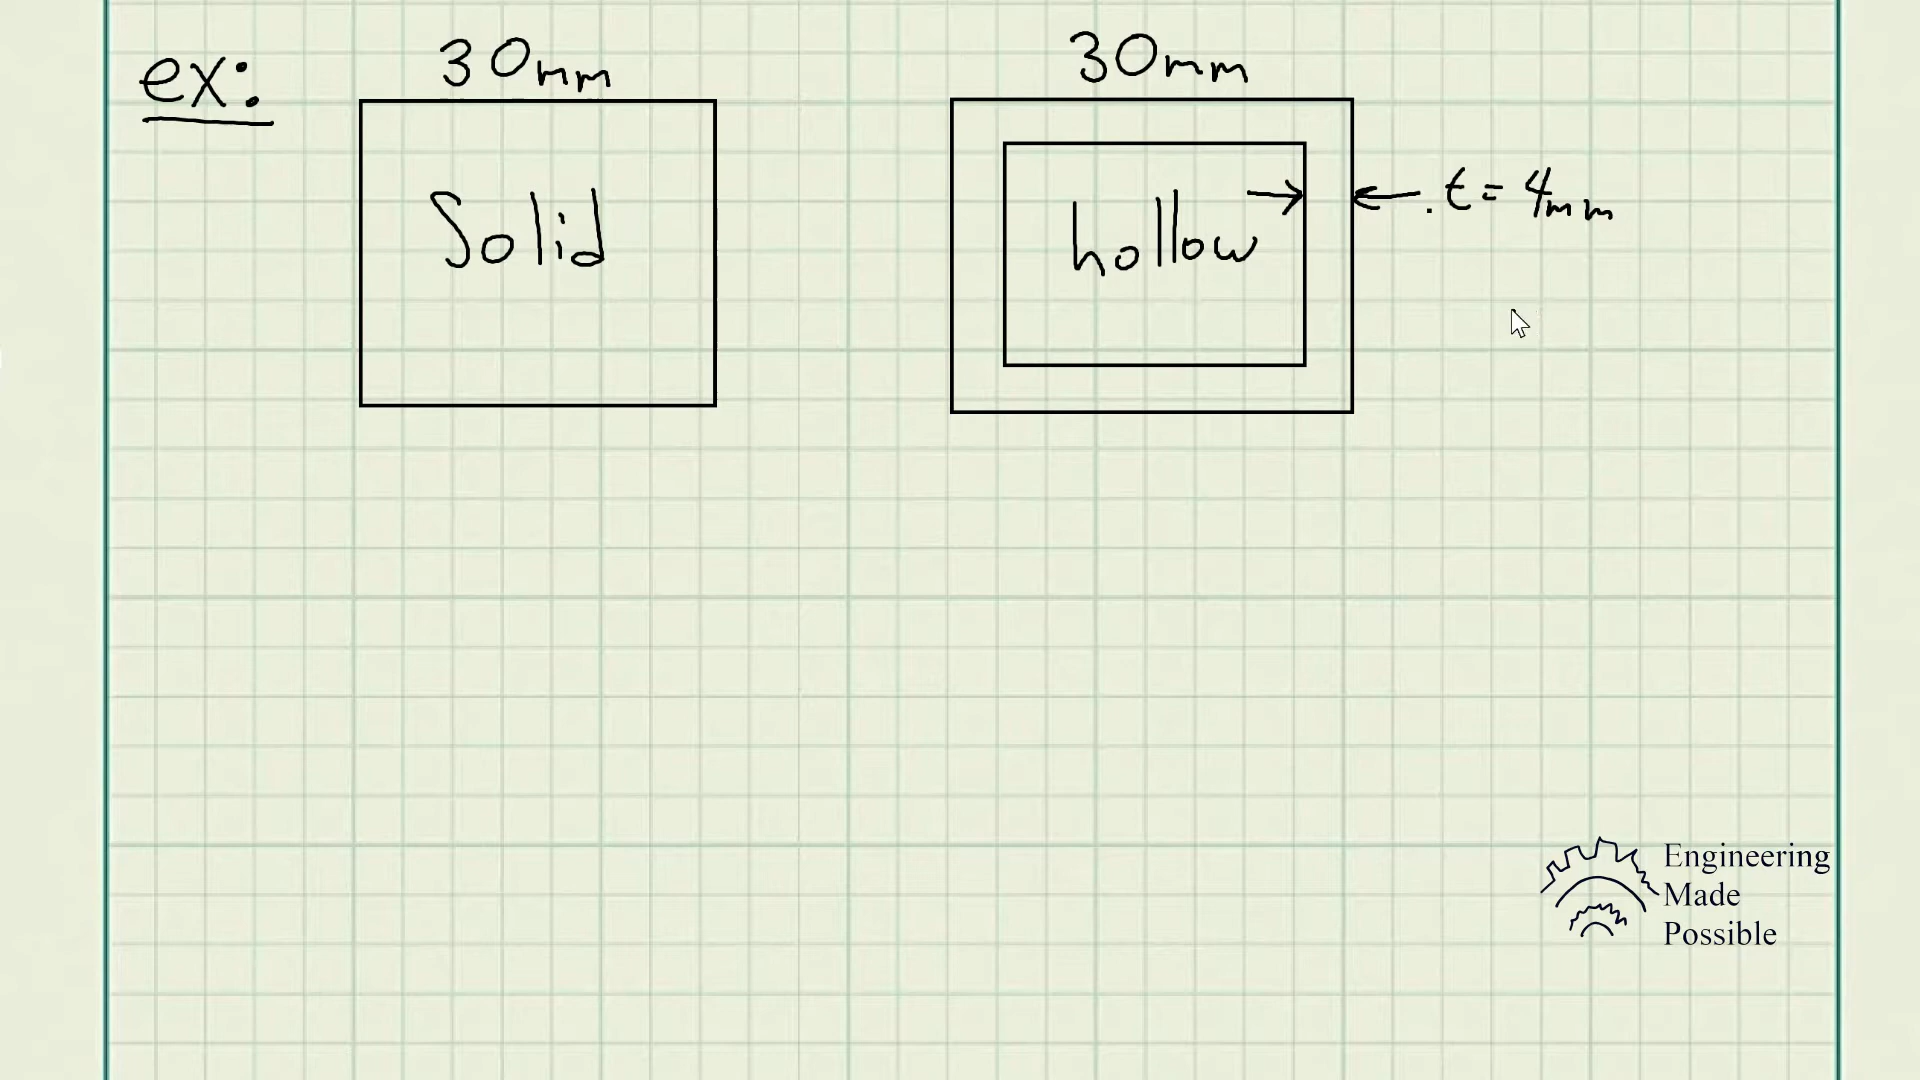 ex:
30mm
30mm
Solid
hollow
t = 4mm
Engineering
Made
Possible